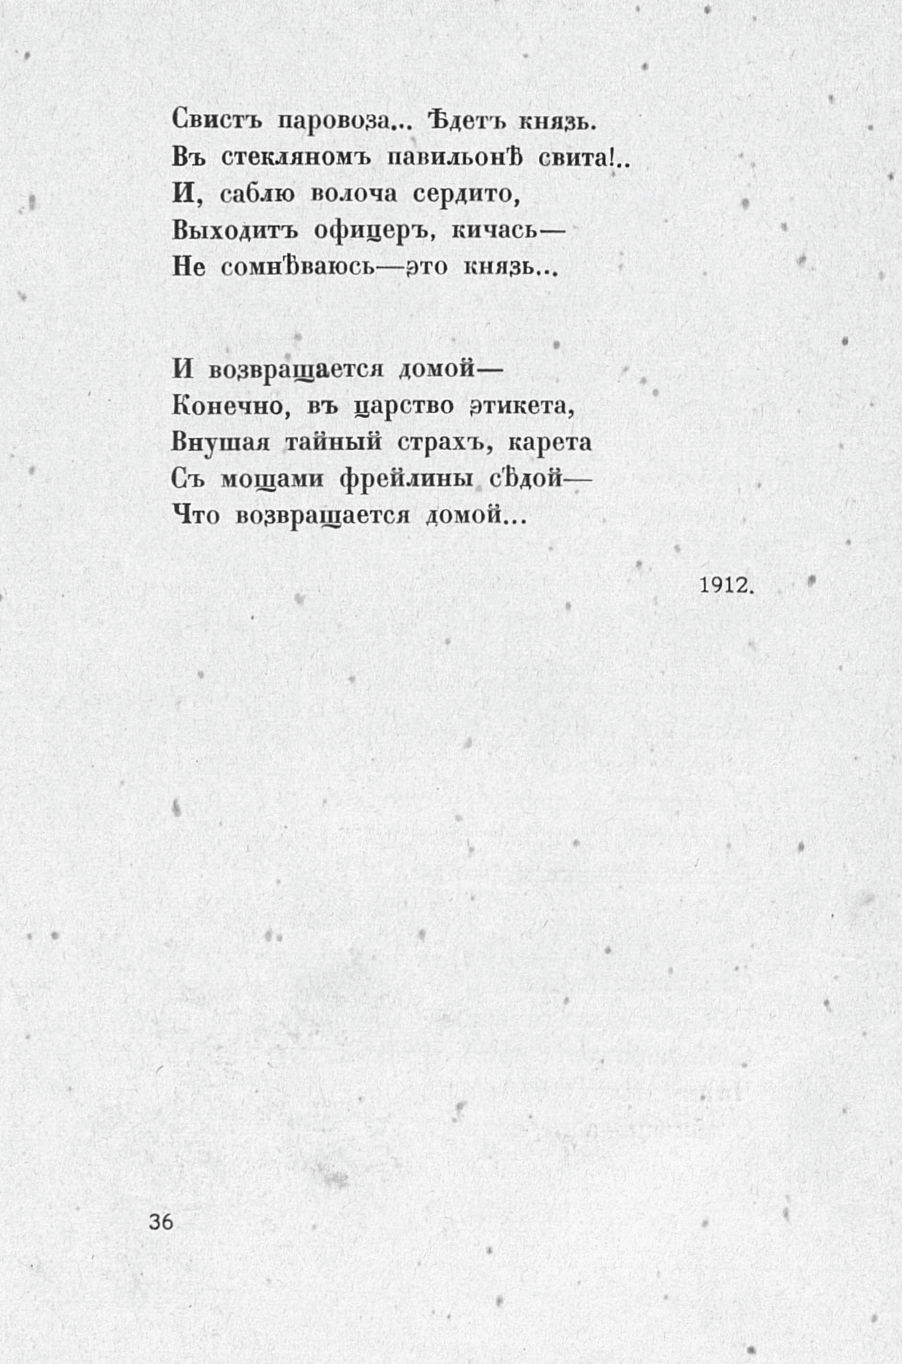 Свистъ паровоза... Ѣдетъ князь.
Въ стекляномъ павильонѣ свита!..
И, саблю волоча сердито,
Выходитъ офицеръ, кичась—
Не сомнѣваюсь—это князь...
И возвращается домой—
Конечно, въ царство этикета,
Внушая тайный страхъ, карета
Съ мощами фрейлины сѣдой—
Что возвращается домой...
1912.
36